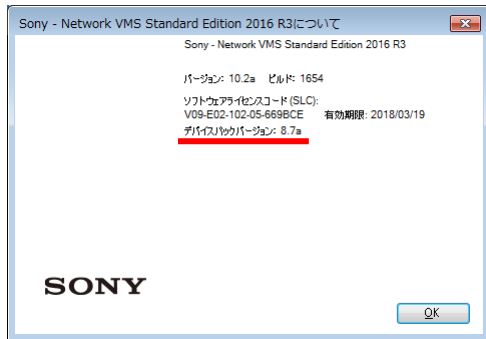 Sony - Network VMS Standard Edition 2016 R3について
Sony - Network VMS Standard Edition 2016 R3
バージョン: 10.2a ビルド: 1654
ソフトウェアライセンスコード (SLC):
V09-E02-102-05-669BCE 有効期限: 2018/03/19
デバイスパックバージョン: 8.7a
SONY
OK